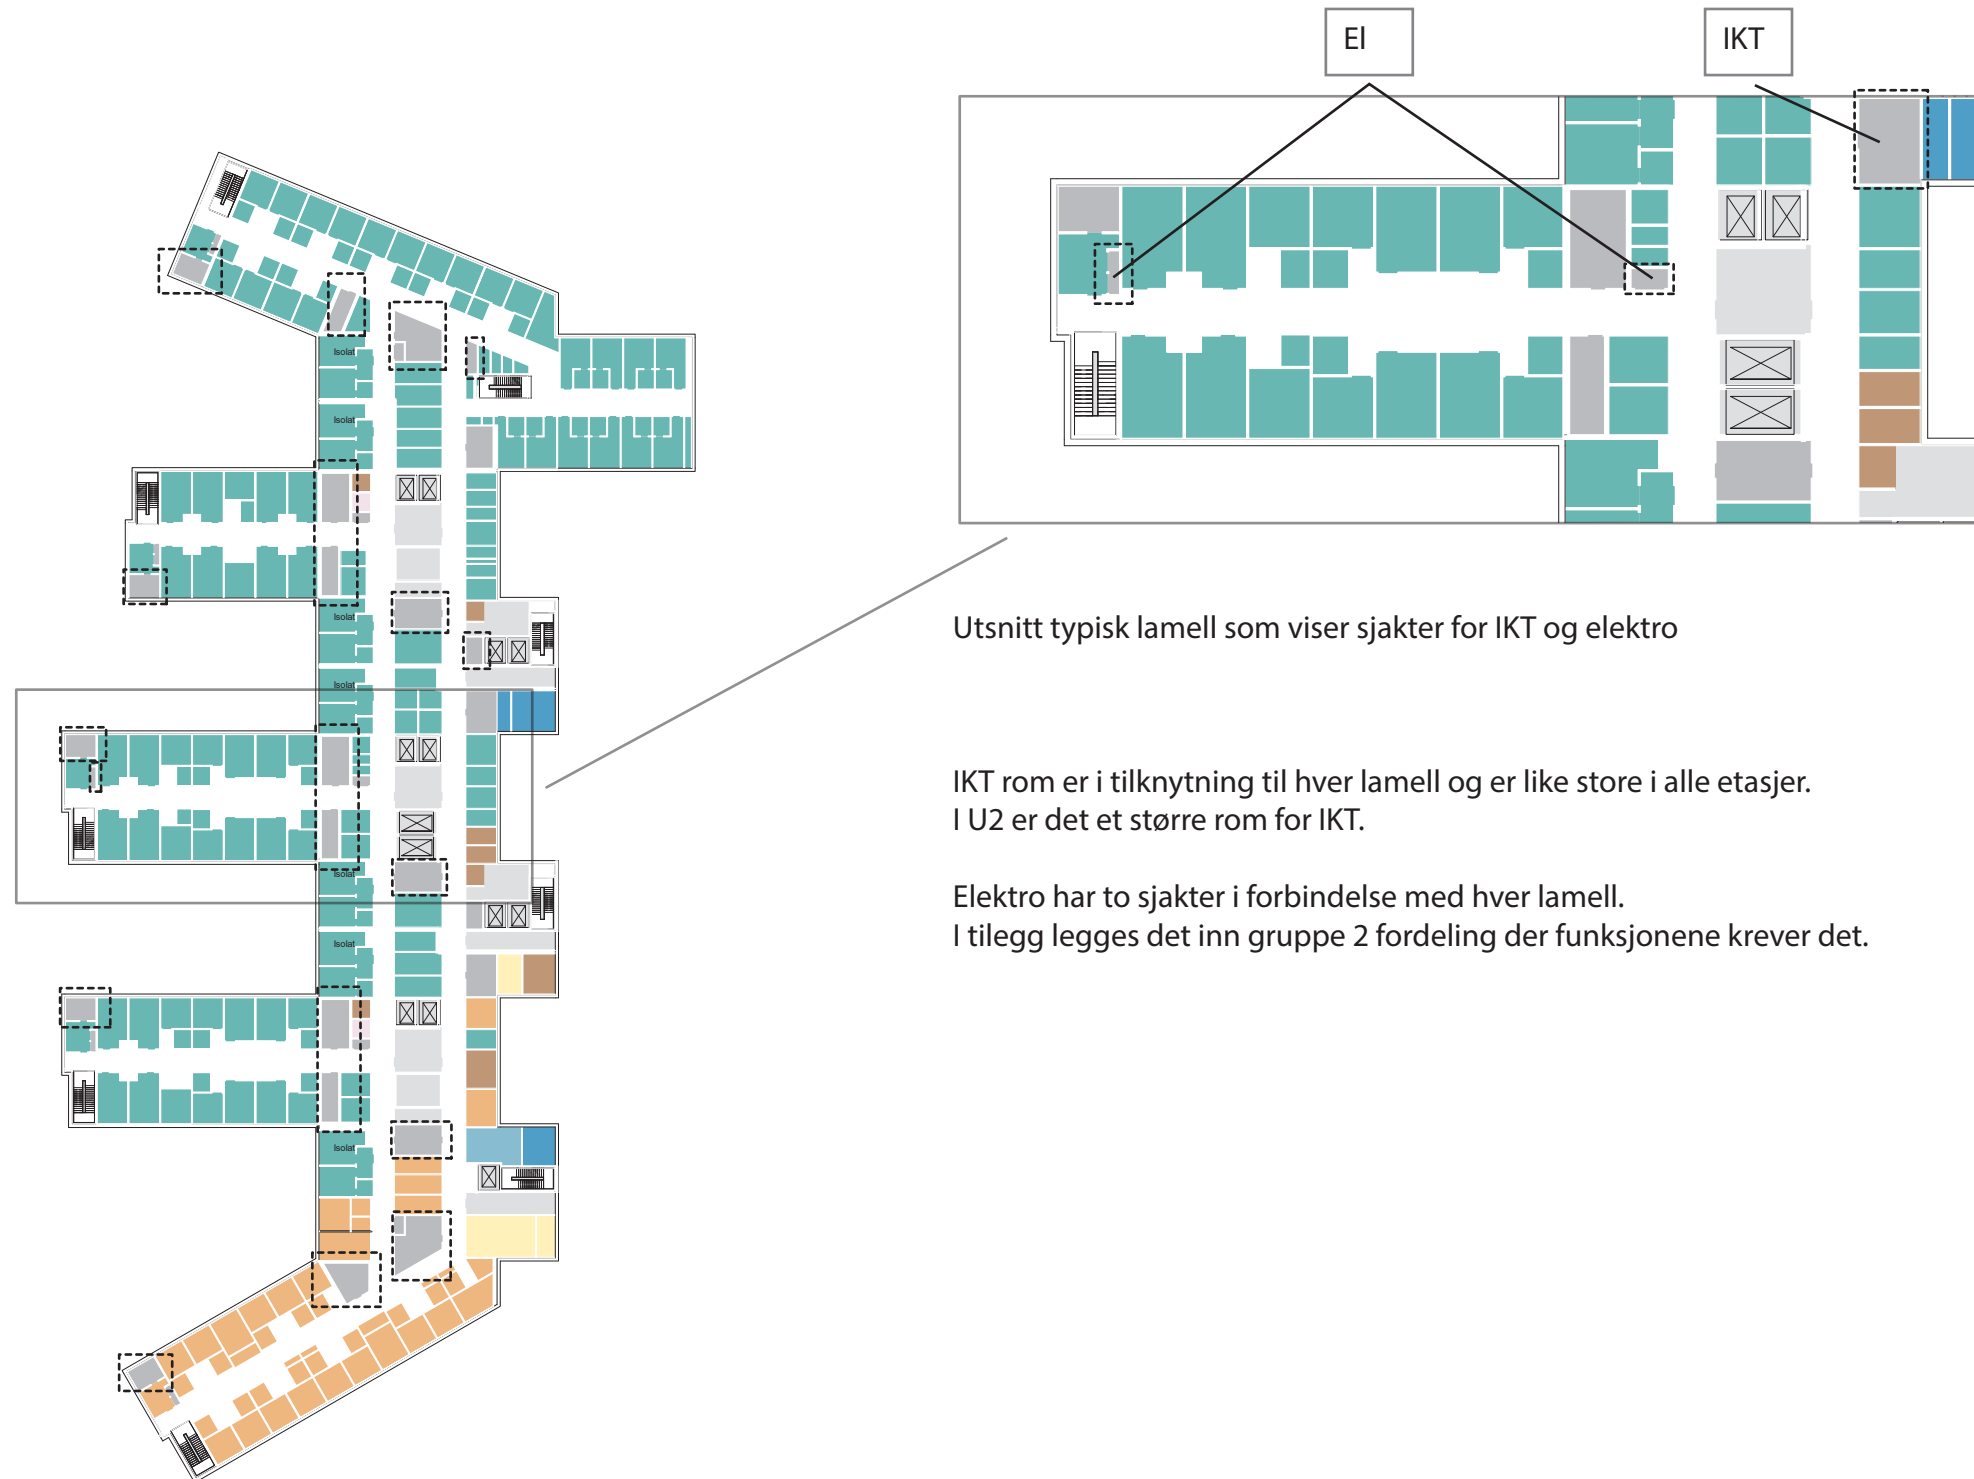 El
IKT
Isolat
Isolat
Isolat
Isolat
Isolat
Isolat
Isolat
Utsnitt typisk lamell som viser sjakter for IKT og elektro
IKT rom er i tilknytning til hver lamell og er like store i alle etasjer.
I U2 er det et større rom for IKT.
Elektro har to sjakter i forbindelse med hver lamell.
I tilegg legges det inn gruppe 2 fordeling der funksjonene krever det.